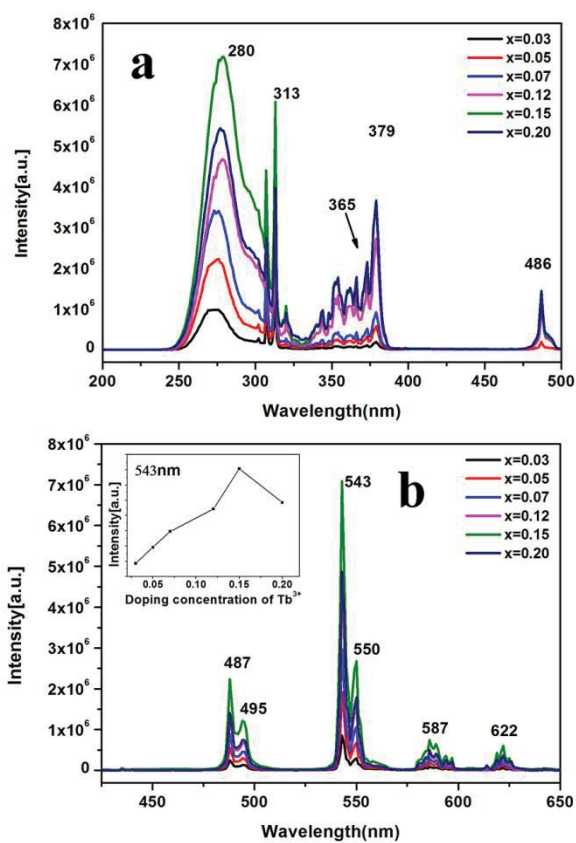 a
280
313
379
365
486
x=0.03
x=0.05
x=0.07
x=0.12
x=0.15
x=0.20
8x10⁶
7x10⁶
6x10⁶
5x10⁶
4x10⁶
3x10⁶
2x10⁶
1x10⁶
0
Intensity[a.u.]
200 250 300 350 400 450 500
Wavelength(nm)
b
543nm
Intensity[a.u.]
0.05 0.10 0.15 0.20
Doping concentration of Tb³⁺
543
550
487
495
587
622
x=0.03
x=0.05
x=0.07
x=0.12
x=0.15
x=0.20
8x10⁶
7x10⁶
6x10⁶
5x10⁶
4x10⁶
3x10⁶
2x10⁶
1x10⁶
0
Intensity[a.u.]
450 500 550 600 650
Wavelength(nm)